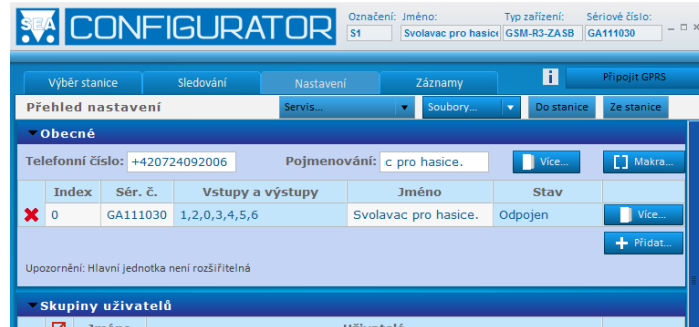 SEA CONFIGURATOR
Označení: Jméno: Typ zařízení: Sériové číslo:
S1 Svolavac pro hasice GSM-R3-ZASB GA111030
Výběr stanice Sledování Nastavení Záznamy i Připojit GPRS
Přehled nastavení Servis... Soubory... Do stanice Ze stanice
Obecné
Telefonní číslo: +420724092006 Pojmenování: c pro hasice. Více... Makra...
Index Sér. č. Vstupy a výstupy Jméno Stav
0 GA111030 1,2,0,3,4,5,6 Svolavac pro hasice. Odpojen Více...
Přidat...
Upozornění: Hlavní jednotka není rozšiřitelná
Skupiny uživatelů